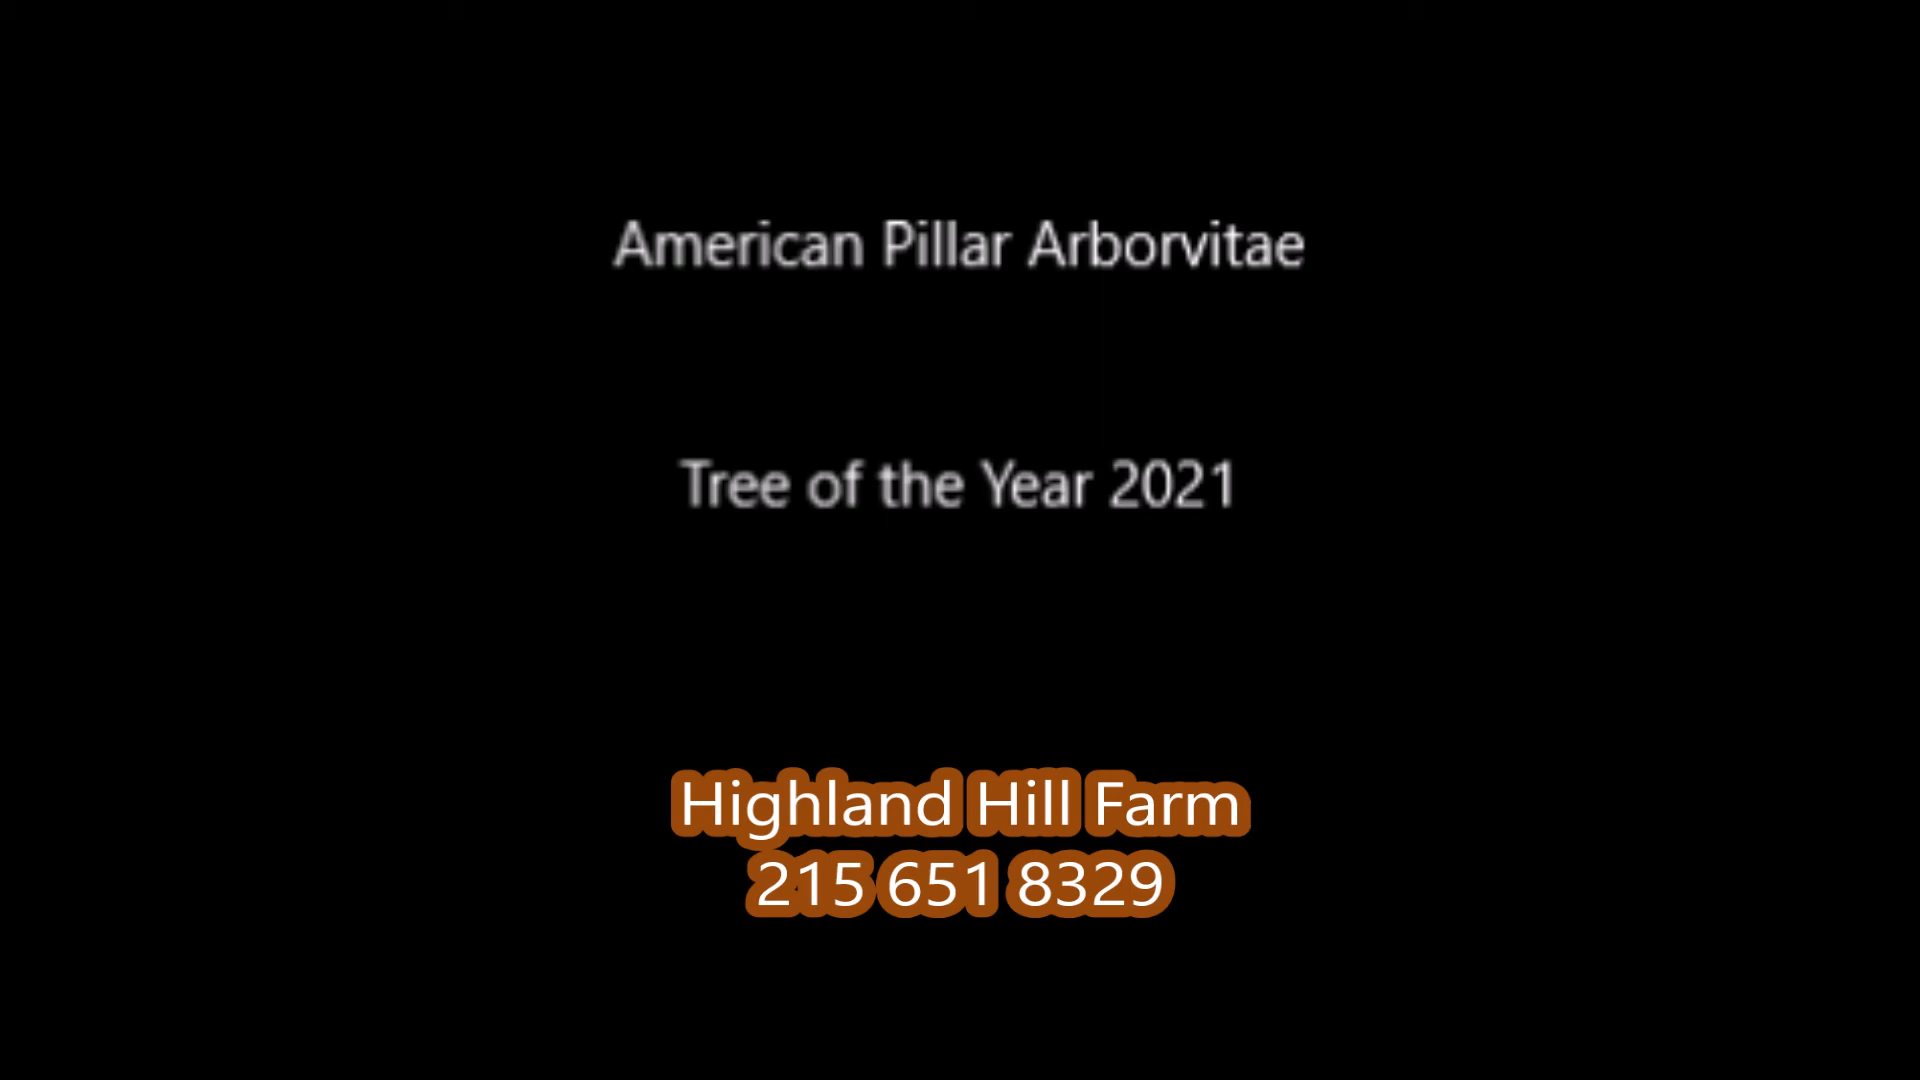 American Pillar Arborvitae
Tree of the Year 2021
Highland Hill Farm
215 651 8329